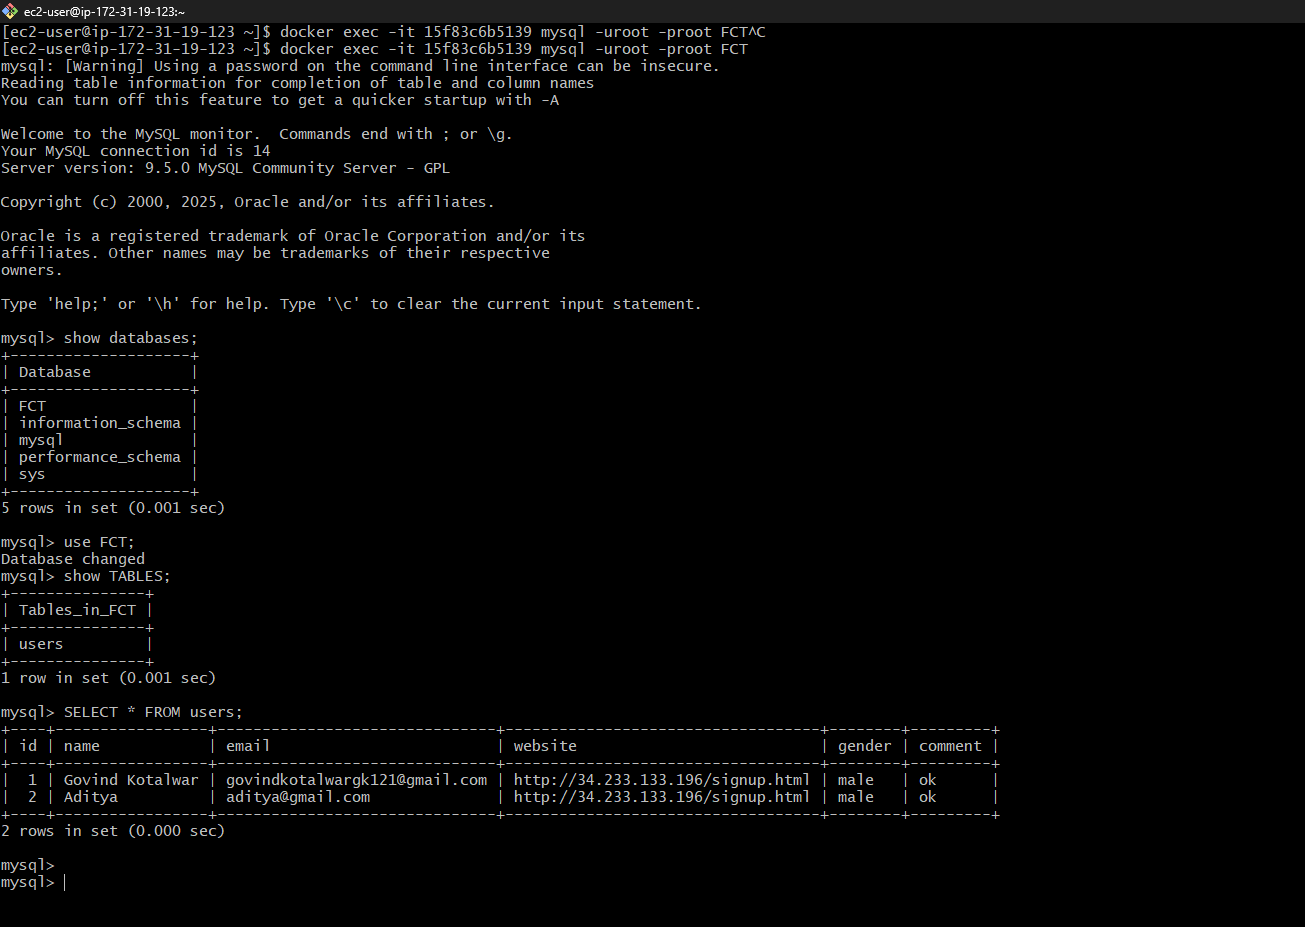 ec2-user@ip-172-31-19-123:~
[ec2-user@ip-172-31-19-123 ~]$ docker exec -it 15f83c6b5139 mysql -uroot -proot FCT^C
[ec2-user@ip-172-31-19-123 ~]$ docker exec -it 15f83c6b5139 mysql -uroot -proot FCT
mysql: [Warning] Using a password on the command line interface can be insecure.
Reading table information for completion of table and column names
You can turn off this feature to get a quicker startup with -A

Welcome to the MySQL monitor.  Commands end with ; or \g.
Your MySQL connection id is 14
Server version: 9.5.0 MySQL Community Server - GPL

Copyright (c) 2000, 2025, Oracle and/or its affiliates.

Oracle is a registered trademark of Oracle Corporation and/or its
affiliates. Other names may be trademarks of their respective
owners.

Type 'help;' or '\h' for help. Type '\c' to clear the current input statement.

mysql> show databases;
+--------------------+
| Database           |
+--------------------+
| FCT                |
| information_schema |
| mysql              |
| performance_schema |
| sys                |
+--------------------+
5 rows in set (0.001 sec)

mysql> use FCT;
Database changed
mysql> show TABLES;
+---------------+
| Tables_in_FCT |
+---------------+
| users         |
+---------------+
1 row in set (0.001 sec)

mysql> SELECT * FROM users;
+----+-----------------+-------------------------------+-----------------------------------+--------+---------+
| id | name            | email                         | website                           | gender | comment |
+----+-----------------+-------------------------------+-----------------------------------+--------+---------+
|  1 | Govind Kotalwar | govindkotalwargk121@gmail.com | http://34.233.133.196/signup.html | male   | ok      |
|  2 | Aditya          | aditya@gmail.com              | http://34.233.133.196/signup.html | male   | ok      |
+----+-----------------+-------------------------------+-----------------------------------+--------+---------+
2 rows in set (0.000 sec)

mysql>
mysql>